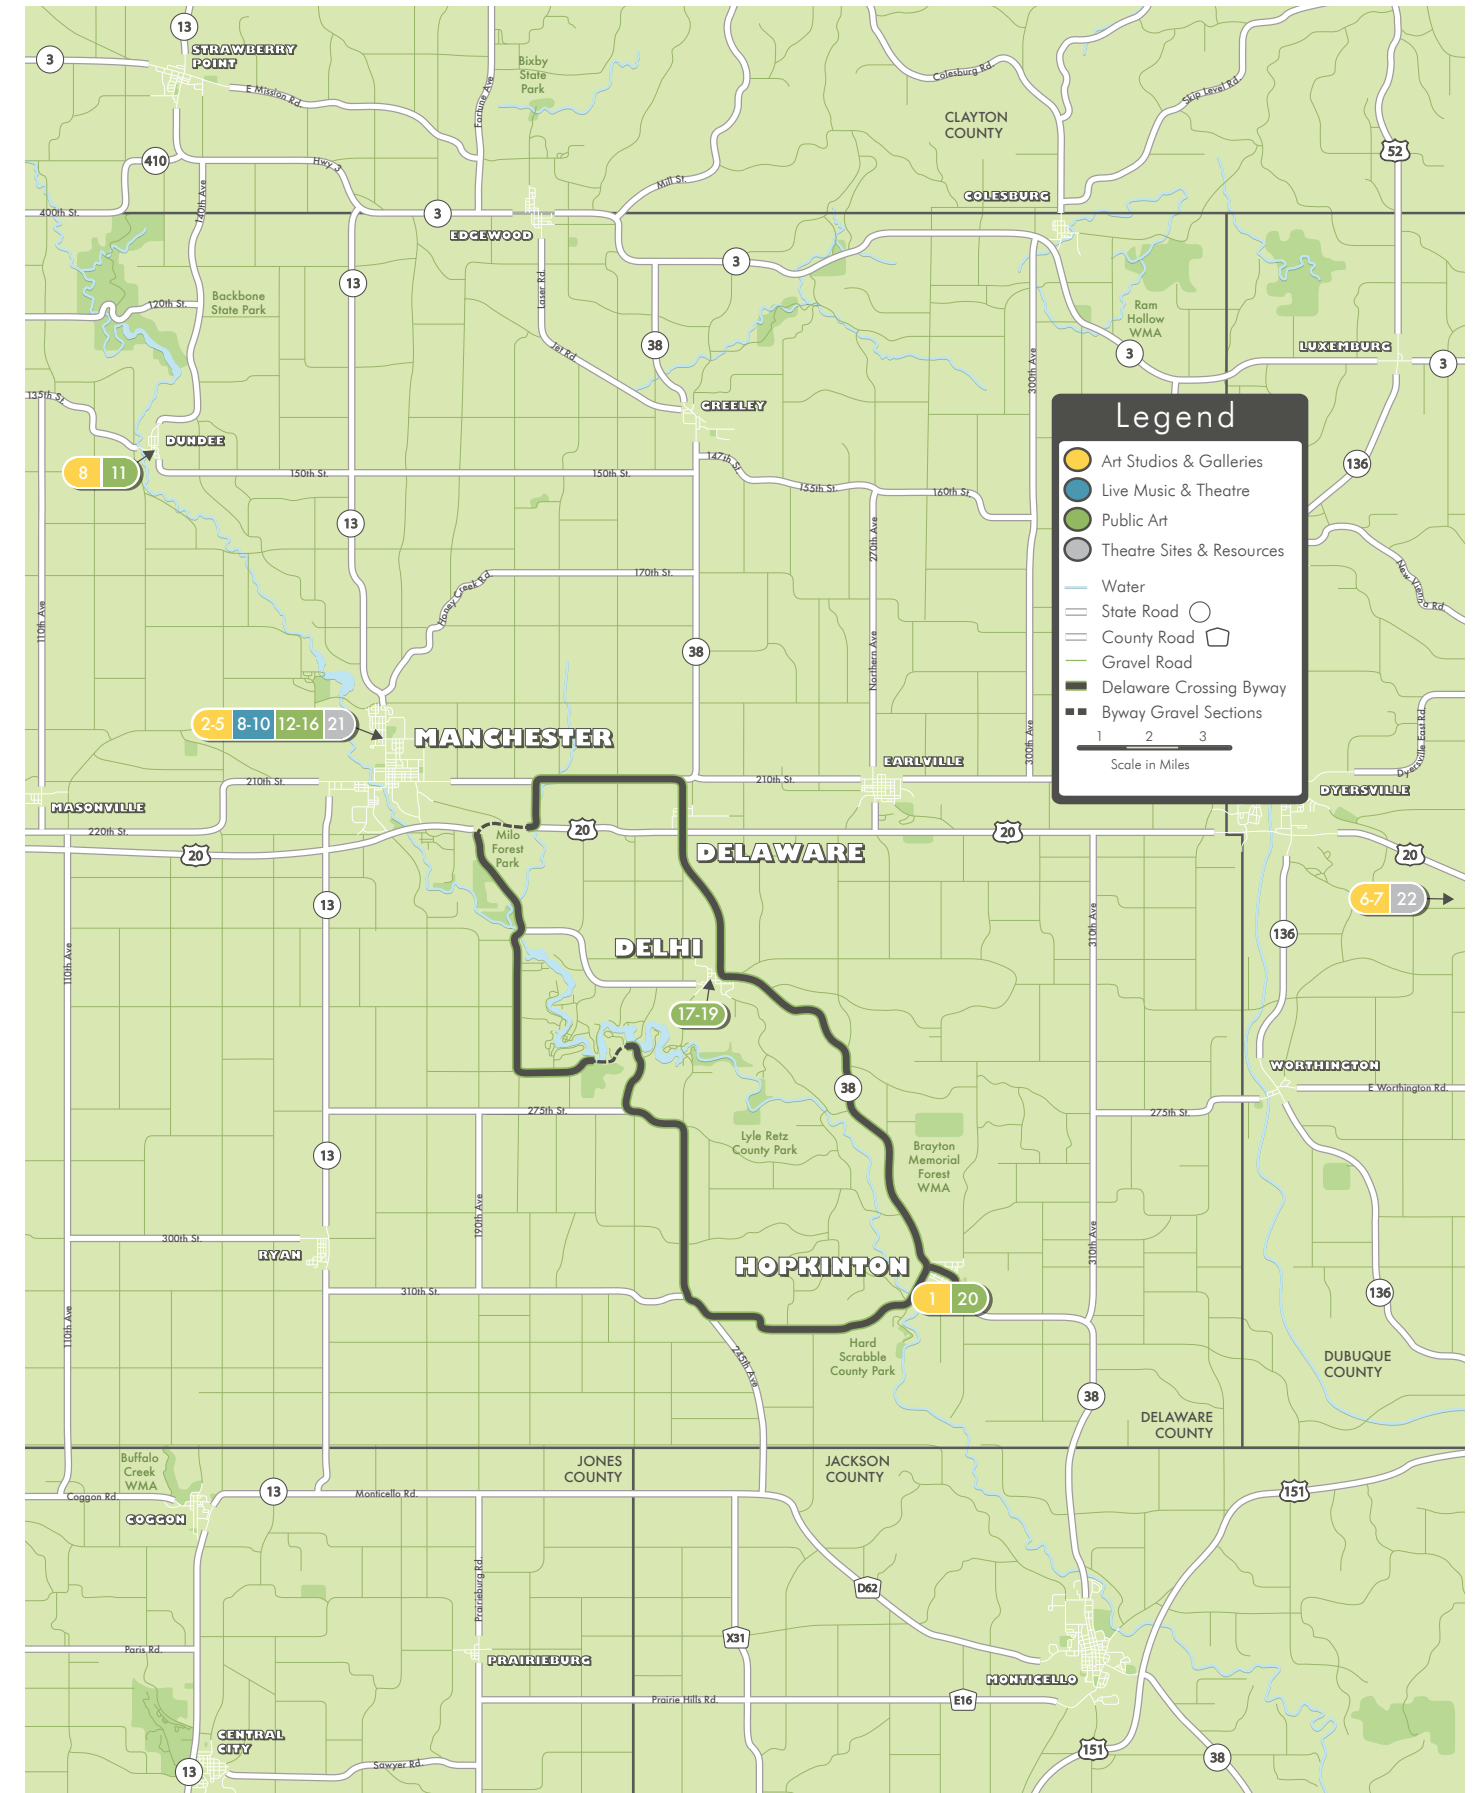 13
STRAWBERRY
POINT
3
E Mission Rd.
Fortune Ave
Bixby
State
Park
Colesburg Rd.
Skip Level Rd.
CLAYTON
COUNTY
52
410
Hwy 3
Mill St.
140th Ave
400th St.
3
EDGEWOOD
COLESBURG
3
13
Laser Rd.
Backbone
State Park
120th St.
Ram
Hollow
WMA
38
Jet Rd
3
300th Ave
LUXEMBURG
3
135th St.
GREELEY
DUNDEE
8
11
150th St.
150th St.
147th St.
155th St.
160th St.
136
Legend
Art Studios & Galleries
Live Music & Theatre
Public Art
Theatre Sites & Resources
Water
State Road
County Road
Gravel Road
Delaware Crossing Byway
Byway Gravel Sections
1 2 3
Scale in Miles
13
270th Ave
170th St.
Honey Creek Rd.
New Vienna Rd.
110th Ave
38
Northern Ave
2-5
8-10
12-16
21
MANCHESTER
300th Ave
Dyersville East Rd.
EARLVILLE
210th St.
210th St.
DYERSVILLE
MASONVILLE
220th St.
20
Milo
Forest
Park
20
20
20
DELAWARE
6-7
22
13
110th Ave
310th Ave
136
DELHI
17-19
WORTHINGTON
E Worthington Rd.
38
275th St.
275th St.
Lyle Retz
County Park
Brayton
Memorial
Forest
WMA
13
190th Ave
300th St.
RYAN
310th Ave
HOPKINTON
1
20
310th St.
136
110th Ave
245th Ave
Hard
Scrabble
County Park
DUBUQUE
COUNTY
38
DELAWARE
COUNTY
Buffalo
Creek
WMA
JONES
COUNTY
JACKSON
COUNTY
Coggon Rd.
13
Monticello Rd.
151
COGGON
Prairieburg Rd.
D62
X31
Paris Rd.
PRAIRIEBURG
MONTICELLO
Prairie Hills Rd.
E16
CENTRAL
CITY
13
Sawyer Rd.
151
38